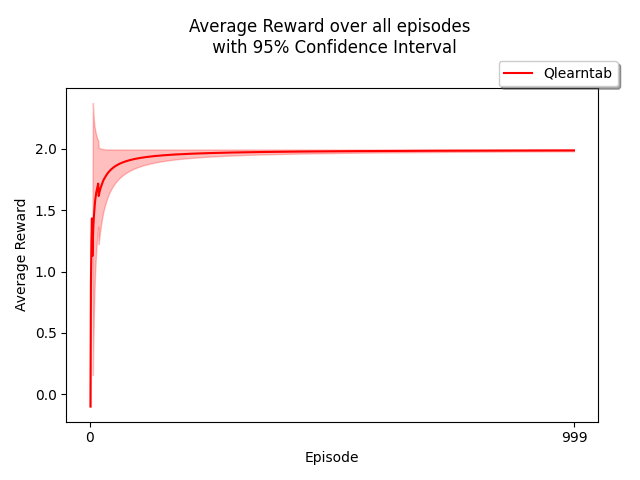 Average Reward over all episodes
with 95% Confidence Interval
Qlearntab
2.0
1.5
1.0
0.5
0.0
Average Reward
0
999
Episode